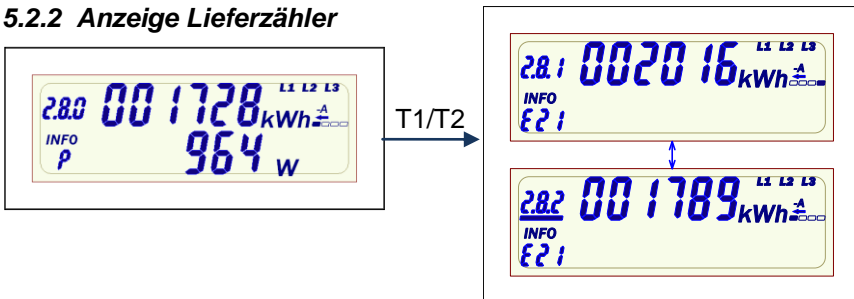 5.2.2 Anzeige Lieferzähler
L1 L2 L3
2.8.0 001728 kWh -A
INFO
P 964 W
T1/T2
L1 L2 L3
2.8.1 002016 kWh -A
INFO
E21
L1 L2 L3
2.8.2 001789 kWh -A
INFO
E21